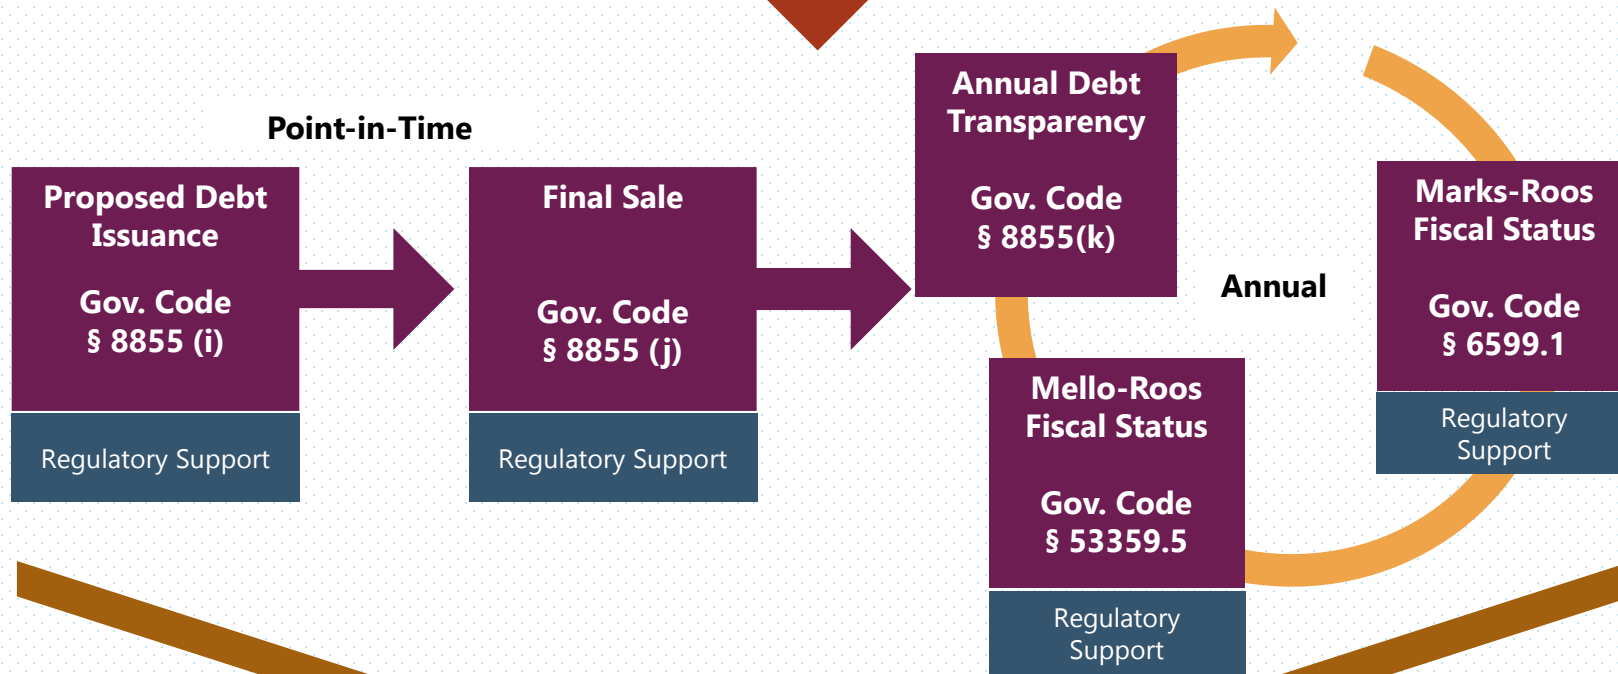 Point-in-Time
Proposed Debt
Issuance
Gov. Code
§ 8855 (i)
Regulatory Support
Final Sale
Gov. Code
§ 8855 (j)
Regulatory Support
Annual Debt
Transparency
Gov. Code
§ 8855(k)
Annual
Marks-Roos
Fiscal Status
Gov. Code
§ 6599.1
Regulatory
Support
Mello-Roos
Fiscal Status
Gov. Code
§ 53359.5
Regulatory
Support